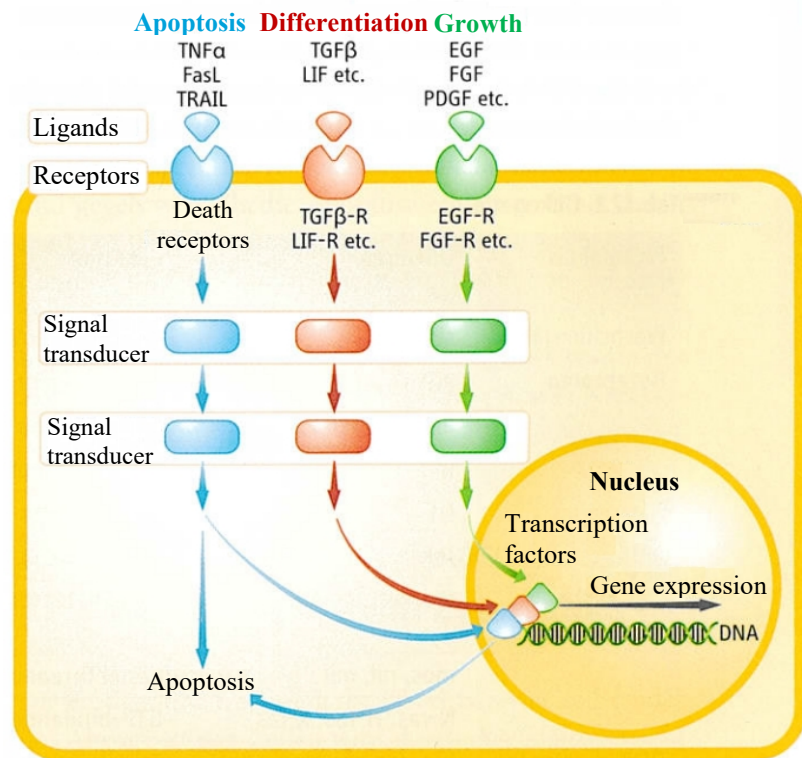 Apoptosis Differentiation Growth
TNFα
FasL
TRAIL
TGFβ
LIF etc.
EGF
FGF
PDGF etc.
Ligands
Receptors
Death
receptors
TGFβ-R
LIF-R etc.
EGF-R
FGF-R etc.
Signal
transducer
Signal
transducer
Nucleus
Transcription
factors
Gene expression
DNA
Apoptosis